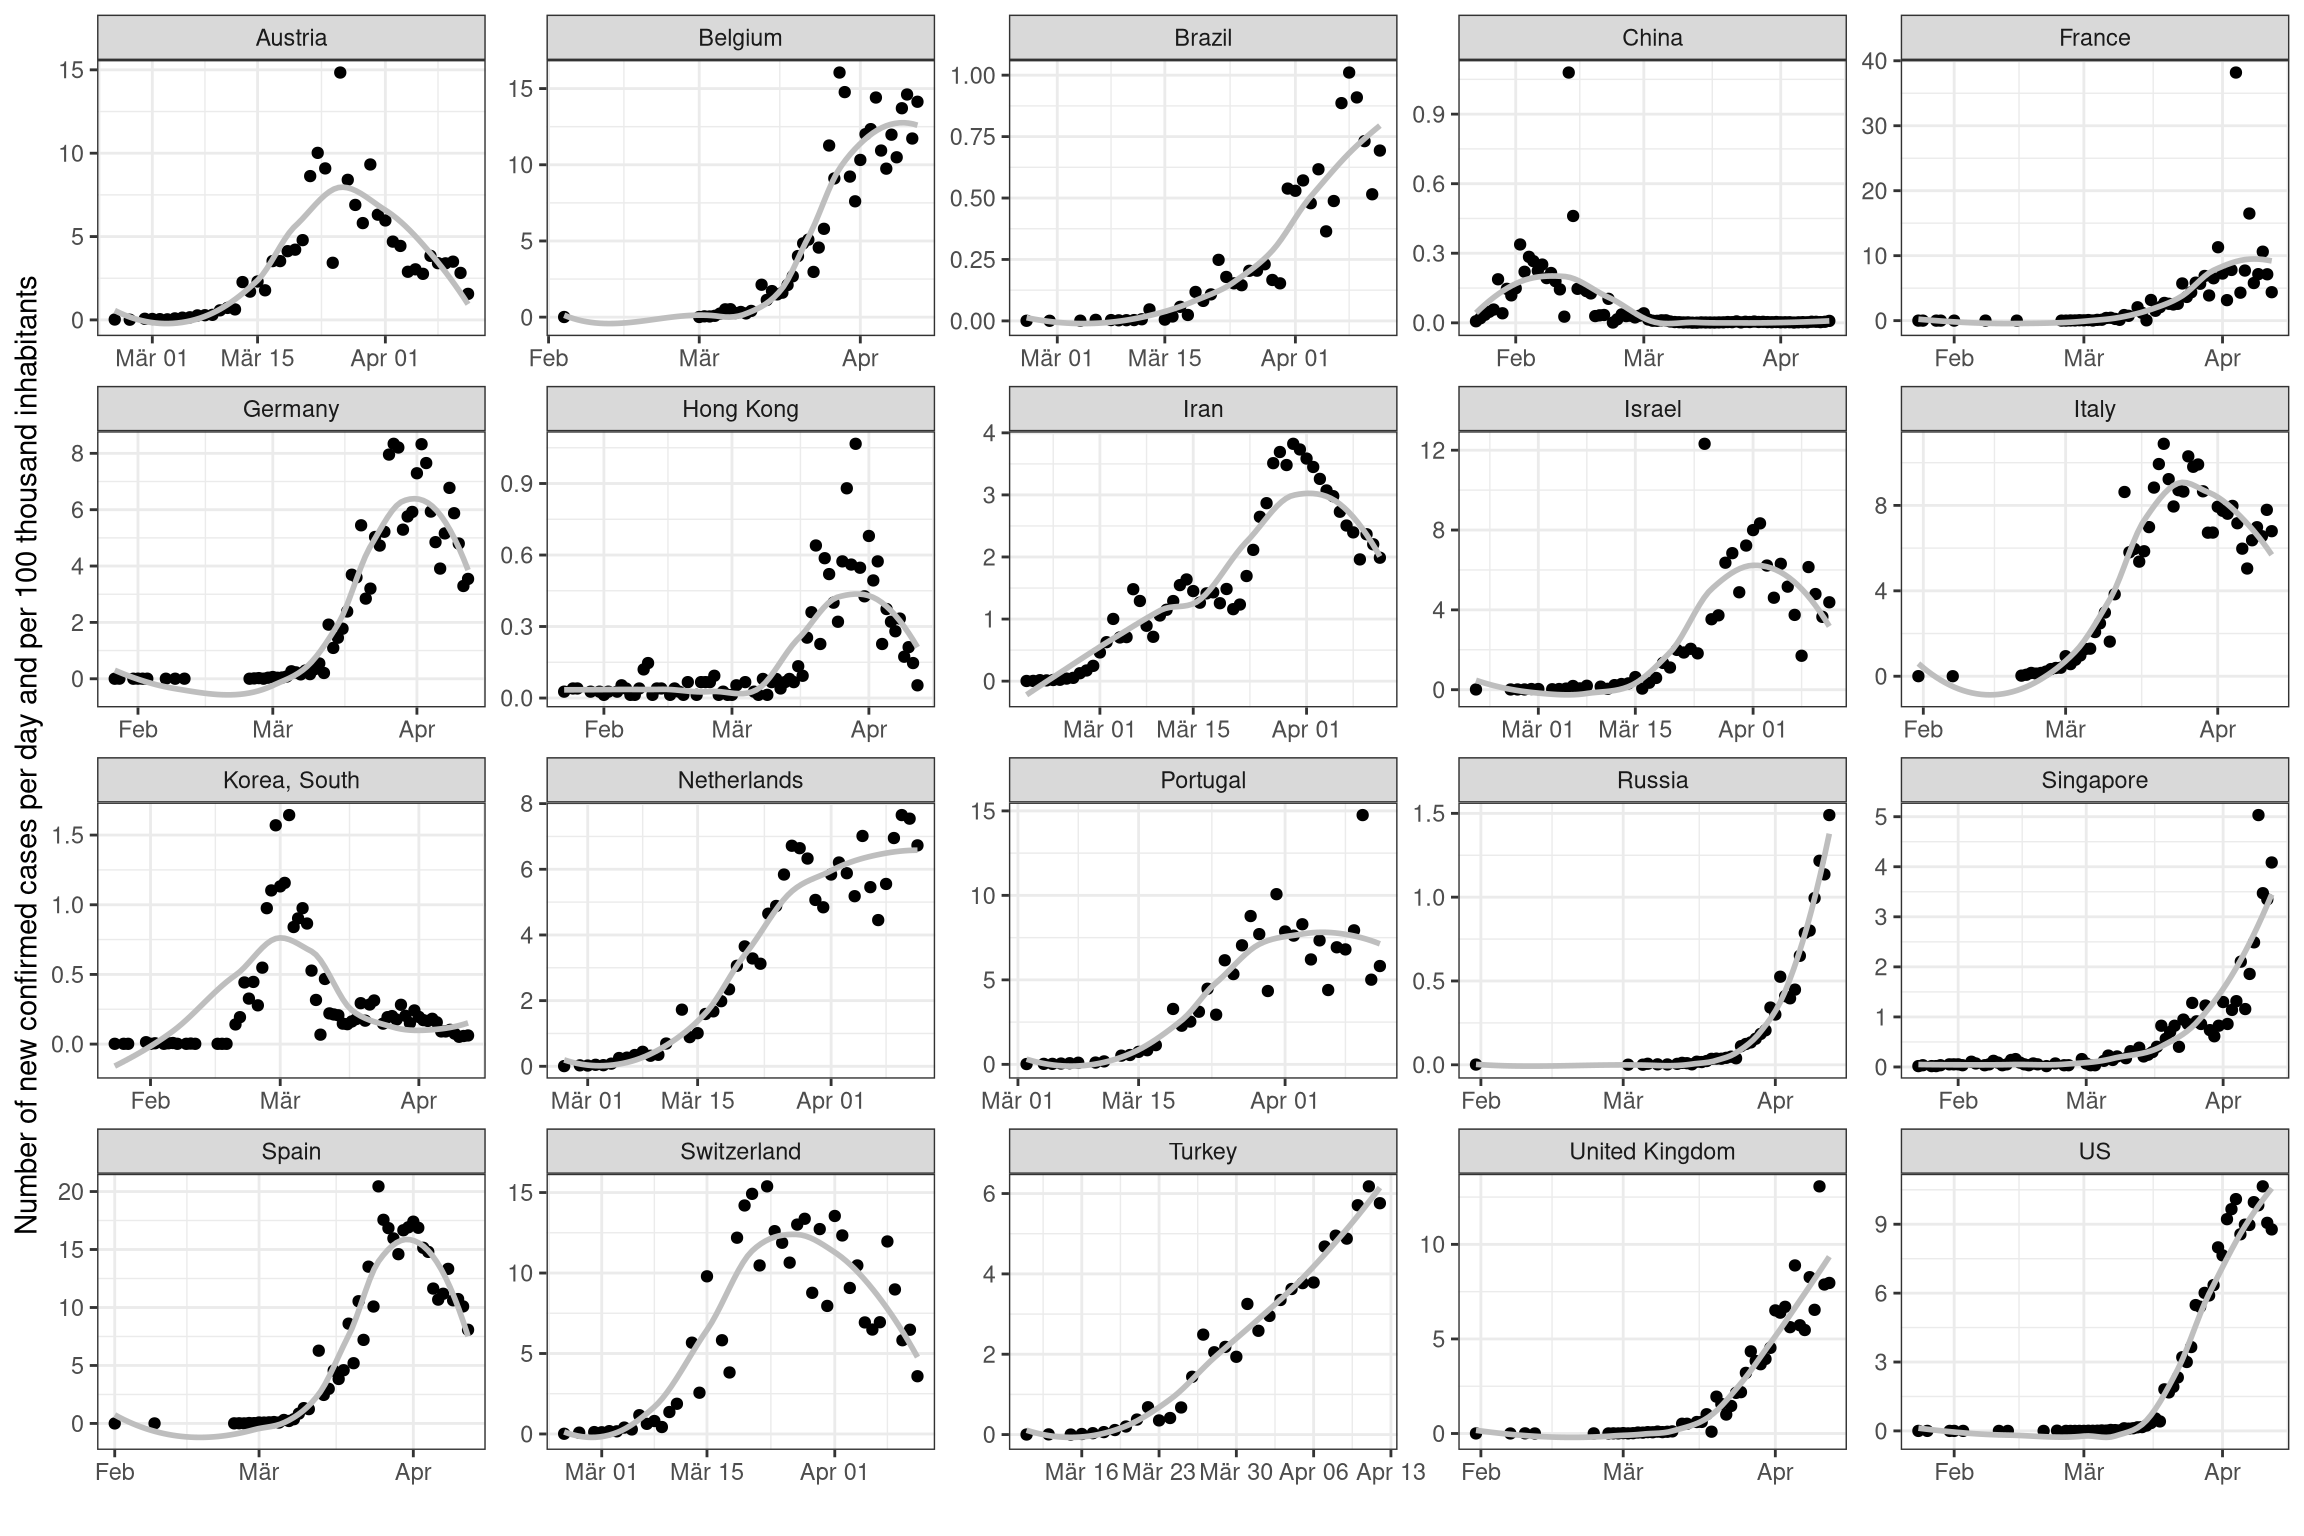 Number of new confirmed cases per day and per 100 thousand inhabitants
Austria Belgium Brazil China France
15 10 5 0
15 10 5 0
1.00 0.75 0.50 0.25 0.00
0.9 0.6 0.3 0.0
40 30 20 10 0
Mär 01 Mär 15 Apr 01
Feb Mär Apr
Mär 01 Mär 15 Apr 01
Feb Mär Apr
Feb Mär Apr
Germany Hong Kong Iran Israel Italy
8 6 4 2 0
0.9 0.6 0.3 0.0
4 3 2 1 0
12 8 4 0
8 4 0
Feb Mär Apr
Feb Mär Apr
Mär 01 Mär 15 Apr 01
Mär 01 Mär 15 Apr 01
Feb Mär Apr
Korea, South Netherlands Portugal Russia Singapore
1.5 1.0 0.5 0.0
8 6 4 2 0
15 10 5 0
1.5 1.0 0.5 0.0
5 4 3 2 1 0
Feb Mär Apr
Mär 01 Mär 15 Apr 01
Mär 01 Mär 15 Apr 01
Feb Mär Apr
Feb Mär Apr
Spain Switzerland Turkey United Kingdom US
20 15 10 5 0
15 10 5 0
6 4 2 0
10 5 0
9 6 3 0
Feb Mär Apr
Mär 01 Mär 15 Apr 01
Mär 16 Mär 23 Mär 30 Apr 06 Apr 13
Feb Mär Apr
Feb Mär Apr